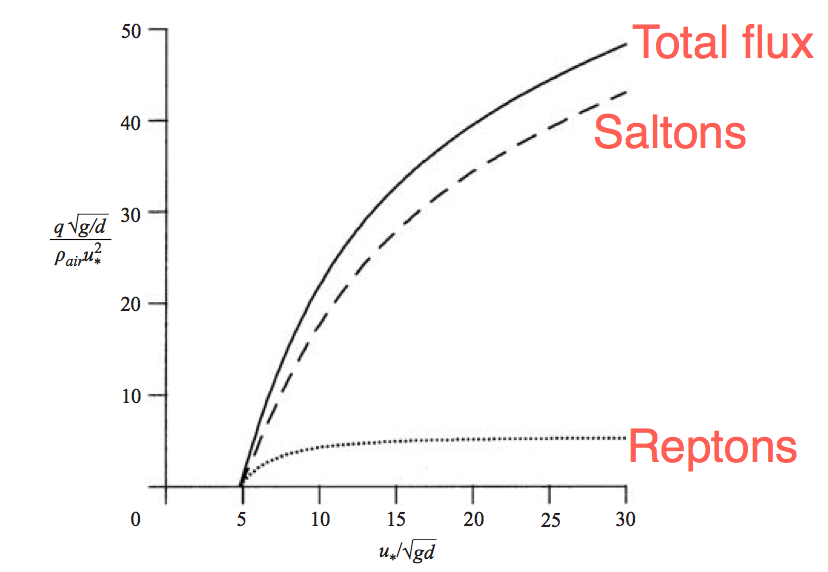 50
Total flux
40
Saltons
q √g/d
ρair u*²
30
20
10
Reptons
0
5
10
15
20
25
30
u*/√gd